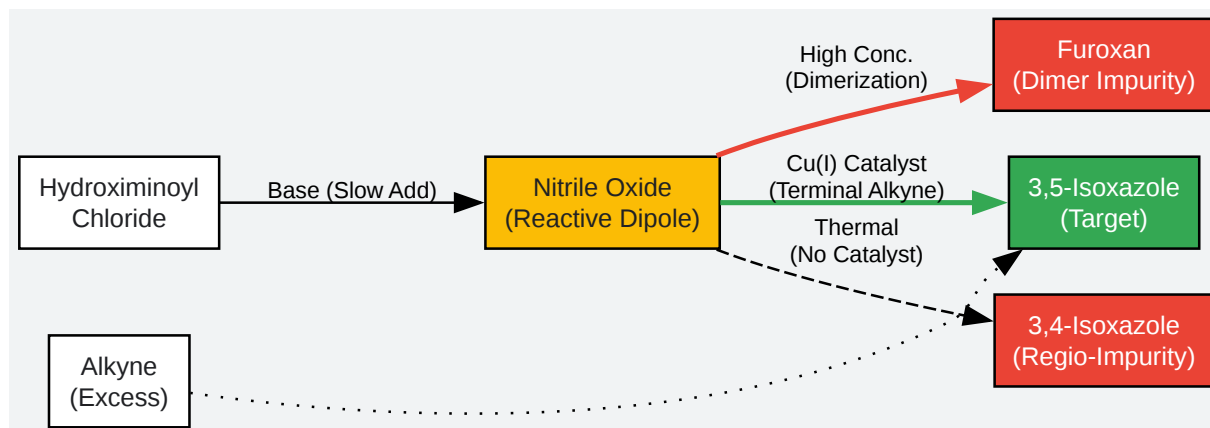 High Conc.
(Dimerization)
Furoxan
(Dimer Impurity)
Hydroximinoyl
Chloride
Base (Slow Add)
Nitrile Oxide
(Reactive Dipole)
Cu(I) Catalyst
(Terminal Alkyne)
3,5-Isoxazole
(Target)
Thermal
(No Catalyst)
3,4-Isoxazole
(Regio-Impurity)
Alkyne
(Excess)